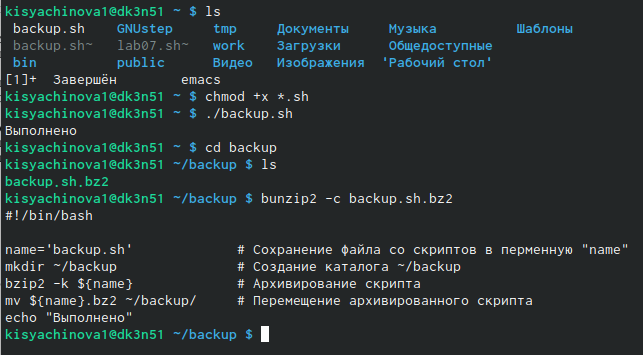 kisyachinova1@dk3n51 ~ $ ls
backup.sh GNUstep tmp Документы Музыка Шаблоны
backup.sh~ lab07.sh~ work Загрузки Общедоступные
bin public Видео Изображения 'Рабочий стол'
[1]+ Завершён emacs
kisyachinova1@dk3n51 ~ $ chmod +x *.sh
kisyachinova1@dk3n51 ~ $ ./backup.sh
Выполнено
kisyachinova1@dk3n51 ~ $ cd backup
kisyachinova1@dk3n51 ~/backup $ ls
backup.sh.bz2
kisyachinova1@dk3n51 ~/backup $ bunzip2 -c backup.sh.bz2
#!/bin/bash

name='backup.sh' # Сохранение файла со скриптов в перменную "name"
mkdir ~/backup # Создание каталога ~/backup
bzip2 -k ${name} # Архивирование скрипта
mv ${name}.bz2 ~/backup/ # Перемещение архивированного скрипта
echo "Выполнено"
kisyachinova1@dk3n51 ~/backup $